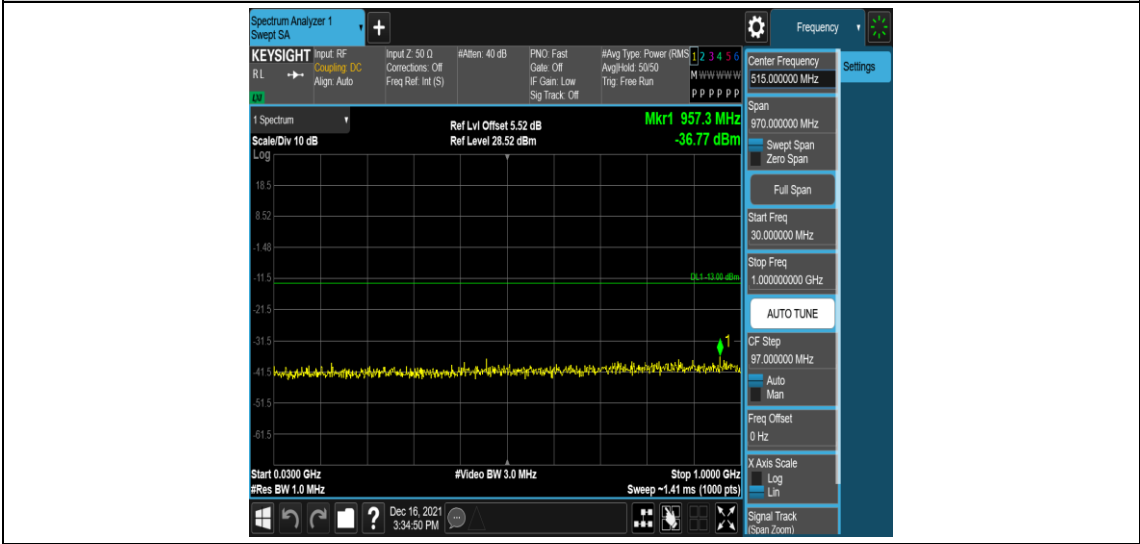 Spectrum Analyzer 1
Swept SA
+
Frequency
KEYSIGHT
RL
Input: RF
Coupling: DC
Align: Auto
Input Z: 50 Ω
Corrections: Off
Freq Ref: Int (S)
#Atten: 40 dB
PNO: Fast
Gate: Off
IF Gain: Low
Sig Track: Off
#Avg Type: Power (RMS
Avg|Hold: 50/50
Trig: Free Run
1 2 3 4 5 6
M W W W W W
P P P P P P
1 Spectrum
Scale/Div 10 dB
Log
Ref Lvl Offset 5.52 dB
Ref Level 28.52 dBm
Mkr1 957.3 MHz
-36.77 dBm
18.5
8.52
-1.48
-11.5
DL1 -13.00 dBm
-21.5
-31.5
1
-41.5
-51.5
-61.5
Start 0.0300 GHz
#Res BW 1.0 MHz
#Video BW 3.0 MHz
Stop 1.0000 GHz
Sweep ~1.41 ms (1000 pts)
?
Dec 16, 2021
3:34:50 PM
Center Frequency
515.000000 MHz
Settings
Span
970.000000 MHz
Swept Span
Zero Span
Full Span
Start Freq
30.000000 MHz
Stop Freq
1.000000000 GHz
AUTO TUNE
CF Step
97.000000 MHz
Auto
Man
Freq Offset
0 Hz
X Axis Scale
Log
Lin
Signal Track
(Span Zoom)